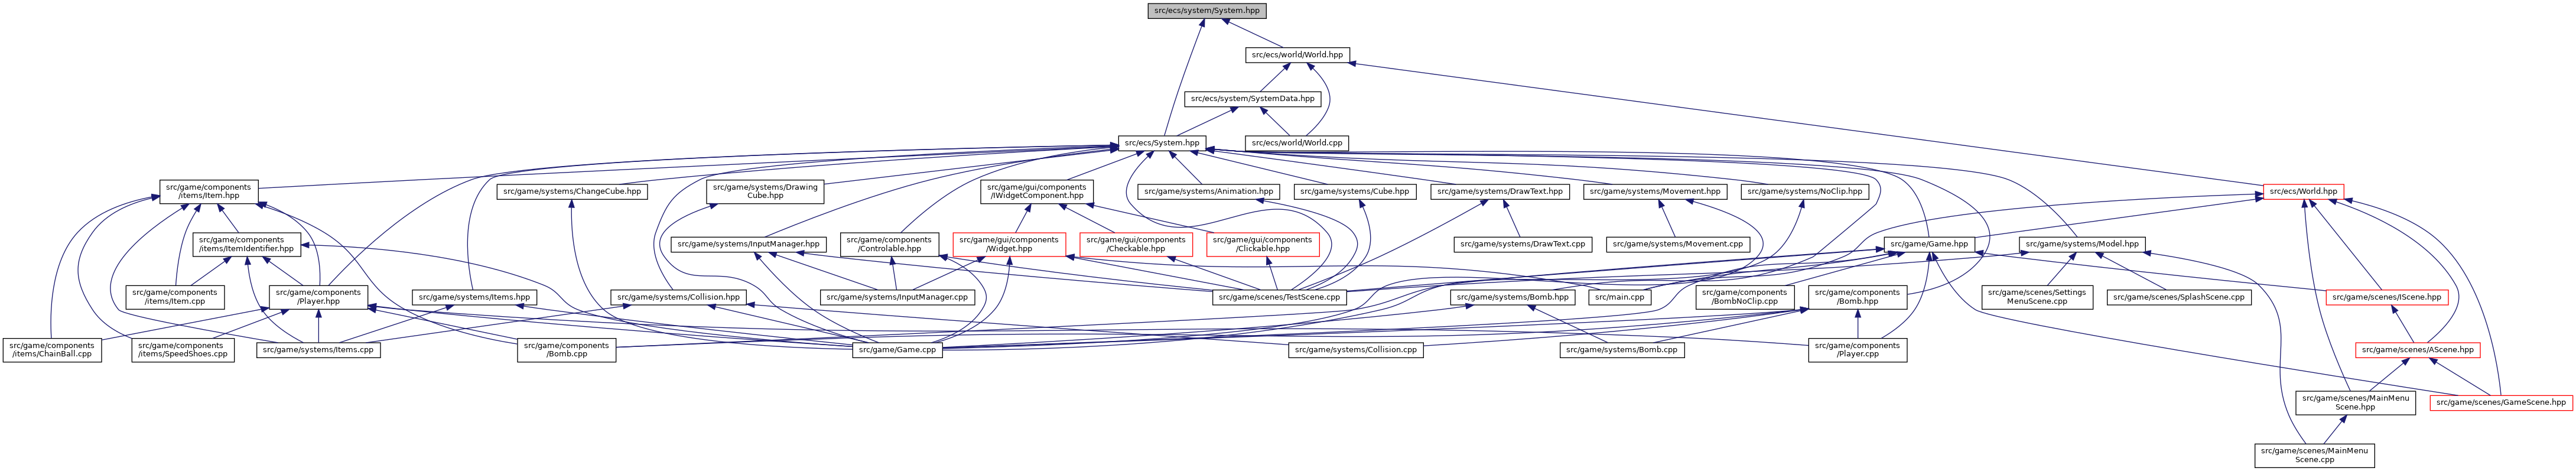 src/ecs/system/System.hpp
src/ecs/world/World.hpp
src/ecs/system/SystemData.hpp
src/ecs/System.hpp
src/ecs/world/World.cpp
src/game/components
/items/Item.hpp
src/game/systems/ChangeCube.hpp
src/game/systems/Drawing
Cube.hpp
src/game/gui/components
/IWidgetComponent.hpp
src/game/systems/Animation.hpp
src/game/systems/Cube.hpp
src/game/systems/DrawText.hpp
src/game/systems/Movement.hpp
src/game/systems/NoClip.hpp
src/ecs/World.hpp
src/game/components
/items/ItemIdentifier.hpp
src/game/systems/InputManager.hpp
src/game/components
/Controlable.hpp
src/game/gui/components
/Widget.hpp
src/game/gui/components
/Checkable.hpp
src/game/gui/components
/Clickable.hpp
src/game/systems/DrawText.cpp
src/game/systems/Movement.cpp
src/game/Game.hpp
src/game/systems/Model.hpp
src/game/components
/items/Item.cpp
src/game/components
/Player.hpp
src/game/systems/Items.hpp
src/game/systems/Collision.hpp
src/game/systems/InputManager.cpp
src/game/scenes/TestScene.cpp
src/game/systems/Bomb.hpp
src/main.cpp
src/game/components
/BombNoClip.cpp
src/game/components
/Bomb.hpp
src/game/scenes/Settings
MenuScene.cpp
src/game/scenes/SplashScene.cpp
src/game/scenes/IScene.hpp
src/game/components
/items/ChainBall.cpp
src/game/components
/items/SpeedShoes.cpp
src/game/systems/Items.cpp
src/game/components
/Bomb.cpp
src/game/Game.cpp
src/game/systems/Collision.cpp
src/game/systems/Bomb.cpp
src/game/components
/Player.cpp
src/game/scenes/AScene.hpp
src/game/scenes/MainMenu
Scene.hpp
src/game/scenes/GameScene.hpp
src/game/scenes/MainMenu
Scene.cpp